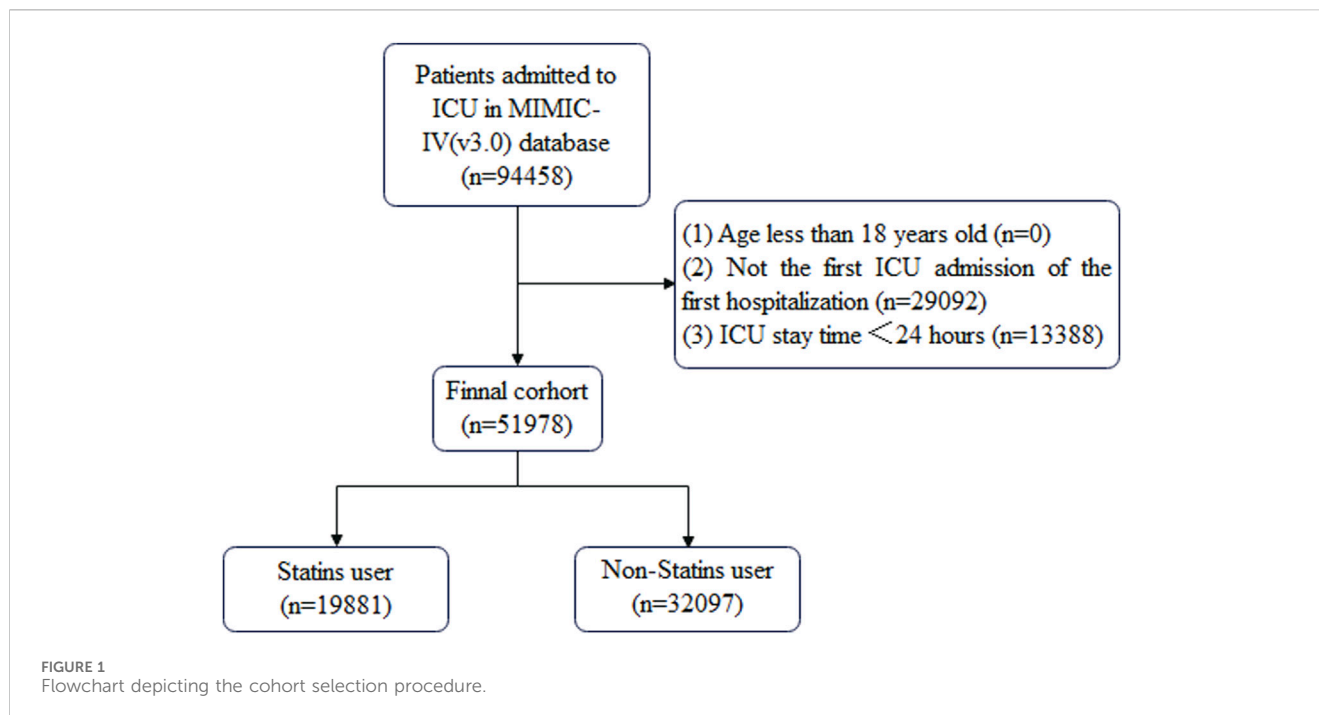 Patients admitted to
ICU in MIMIC-
IV(v3.0) database
(n=94458)
(1) Age less than 18 years old (n=0)
(2) Not the first ICU admission of the
first hospitalization (n=29092)
(3) ICU stay time＜24 hours (n=13388)
Finnal corhort
(n=51978)
Statins user
(n=19881)
Non-Statins user
(n=32097)
FIGURE 1
Flowchart depicting the cohort selection procedure.